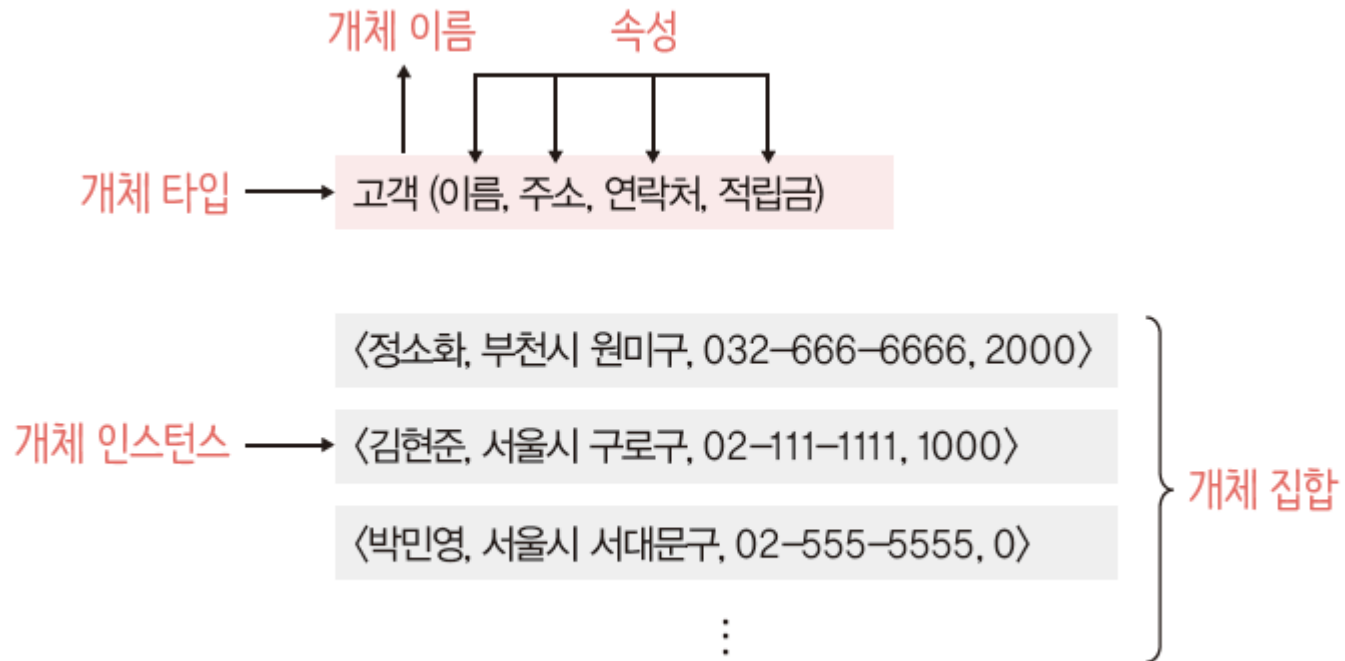 개체 이름 속성
개체 타입 고객 (이름, 주소, 연락처, 적립금)
〈정소화, 부천시 원미구, 032-666-6666, 2000〉
개체 인스턴스 〈김현준, 서울시 구로구, 02-111-1111, 1000〉
개체 집합
〈박민영, 서울시 서대문구, 02-555-5555, 0〉
⋮